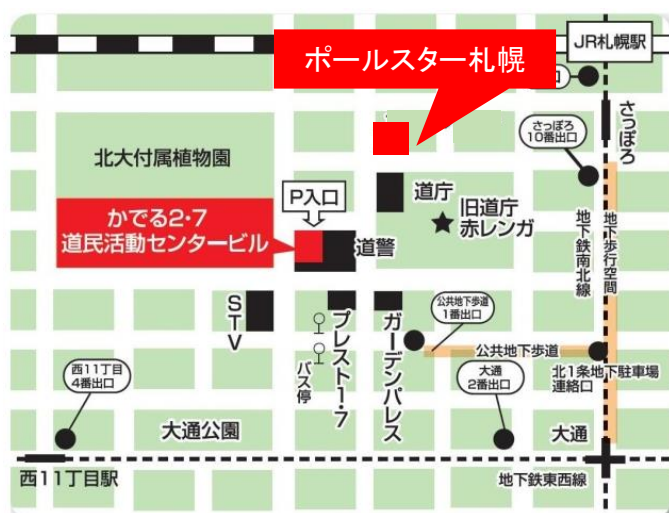 JR札幌駅
ポールスター札幌
口
さっぽろ
さっぽろ
10番出口
北大付属植物園
P入口
道庁
旧道庁
赤レンガ
かでる2・7
道民活動センタービル
道警
地下鉄南北線
地下歩行空間
STV
プレスト1・7
バス停
ガーデンパレス
公共地下歩道
1番出口
公共地下歩道
北1条地下駐車場
連絡口
西11丁目
4番出口
大通
2番出口
大通公園
大通
西11丁目駅
地下鉄東西線